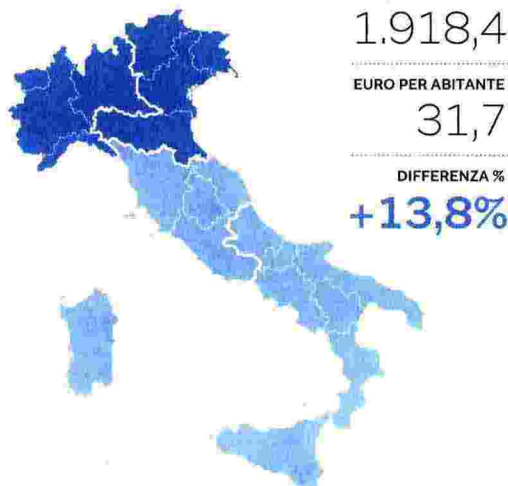 1.918,4
EURO PER ABITANTE
31,7
DIFFERENZA %
+13,8%